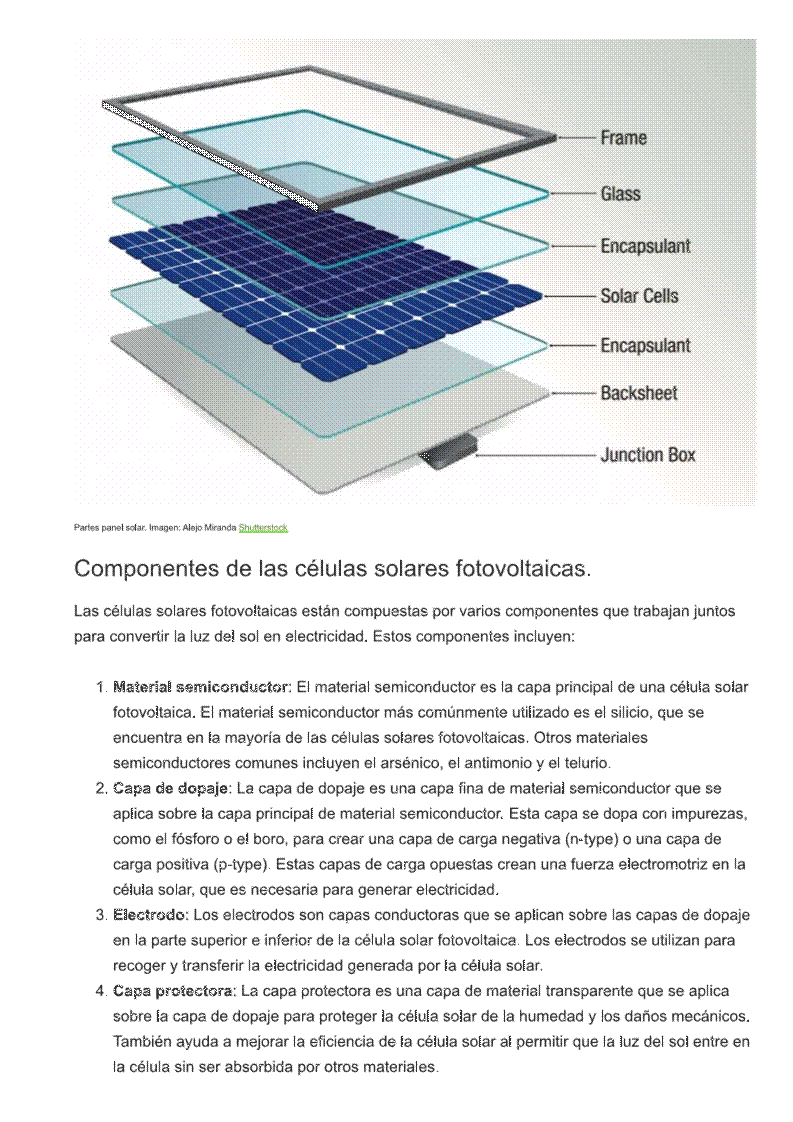 Frame
Glass
Encapsulant
Solar Cells
Encapsulant
Backsheet
Junction Box
Partes panel solar. Imagen: Alejo Miranda Shutterstock
Componentes de las células solares fotovoltaicas.
Las células solares fotovoltaicas están compuestas por varios componentes que trabajan juntos
para convertir la luz del sol en electricidad. Estos componentes incluyen:
1. Material semiconductor: El material semiconductor es la capa principal de una célula solar
fotovoltaica. El material semiconductor más comúnmente utilizado es el silicio, que se
encuentra en la mayoría de las células solares fotovoltaicas. Otros materiales
semiconductores comunes incluyen el arsénico, el antimonio y el telurio.
2. Capa de dopaje: La capa de dopaje es una capa fina de material semiconductor que se
aplica sobre la capa principal de material semiconductor. Esta capa se dopa con impurezas,
como el fósforo o el boro, para crear una capa de carga negativa (n-type) o una capa de
carga positiva (p-type). Estas capas de carga opuestas crean una fuerza electromotriz en la
célula solar, que es necesaria para generar electricidad.
3. Electrodo: Los electrodos son capas conductoras que se aplican sobre las capas de dopaje
en la parte superior e inferior de la célula solar fotovoltaica. Los electrodos se utilizan para
recoger y transferir la electricidad generada por la célula solar.
4. Capa protectora: La capa protectora es una capa de material transparente que se aplica
sobre la capa de dopaje para proteger la célula solar de la humedad y los daños mecánicos.
También ayuda a mejorar la eficiencia de la célula solar al permitir que la luz del sol entre en
la célula sin ser absorbida por otros materiales.